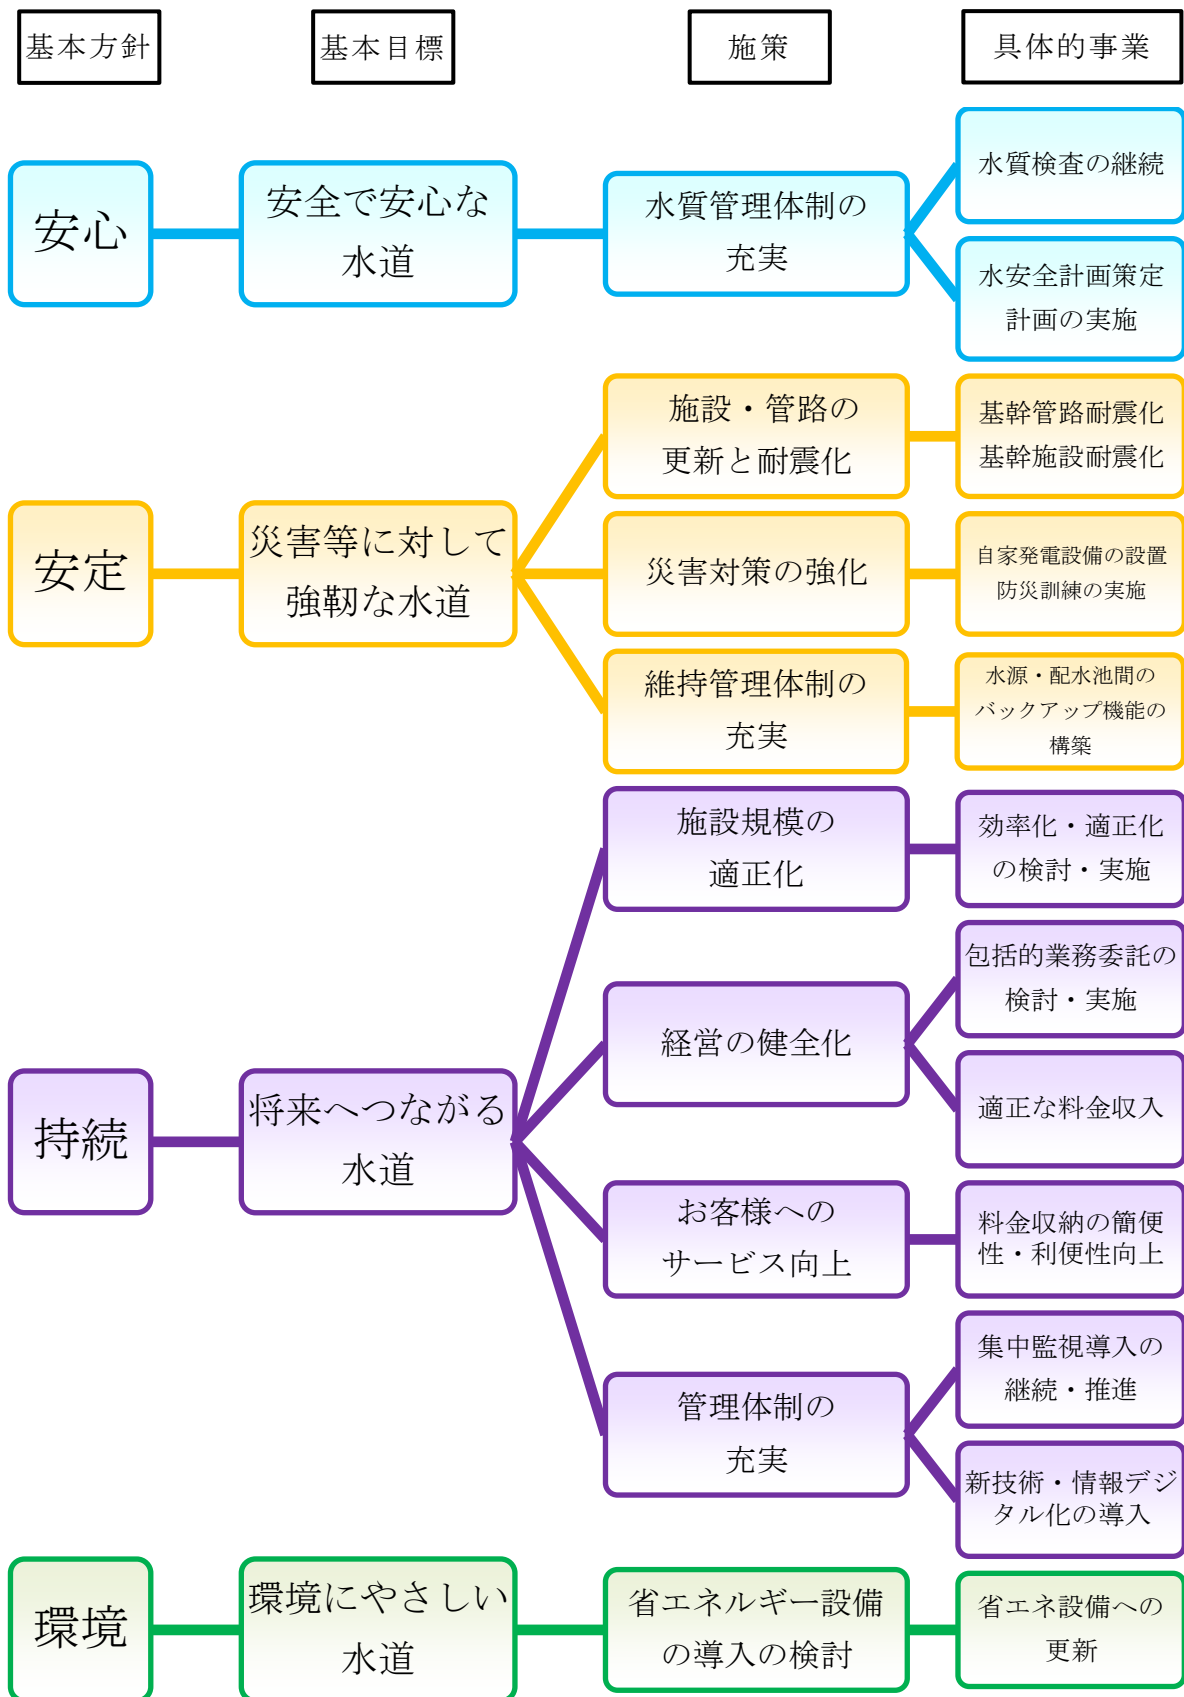 基本方針
基本目標
施策
具体的事業
安心
安全で安心な
水道
水質管理体制の
充実
水質検査の継続
水安全計画策定
計画の実施
安定
災害等に対して
強靭な水道
施設・管路の
更新と耐震化
基幹管路耐震化
基幹施設耐震化
災害対策の強化
自家発電設備の設置
防災訓練の実施
維持管理体制の
充実
水源・配水池間の
バックアップ機能の
構築
持続
将来へつながる
水道
施設規模の
適正化
効率化・適正化
の検討・実施
経営の健全化
包括的業務委託の
検討・実施
適正な料金収入
お客様への
サービス向上
料金収納の簡便
性・利便性向上
管理体制の
充実
集中監視導入の
継続・推進
新技術・情報デジ
タル化の導入
環境
環境にやさしい
水道
省エネルギー設備
の導入の検討
省エネ設備への
更新